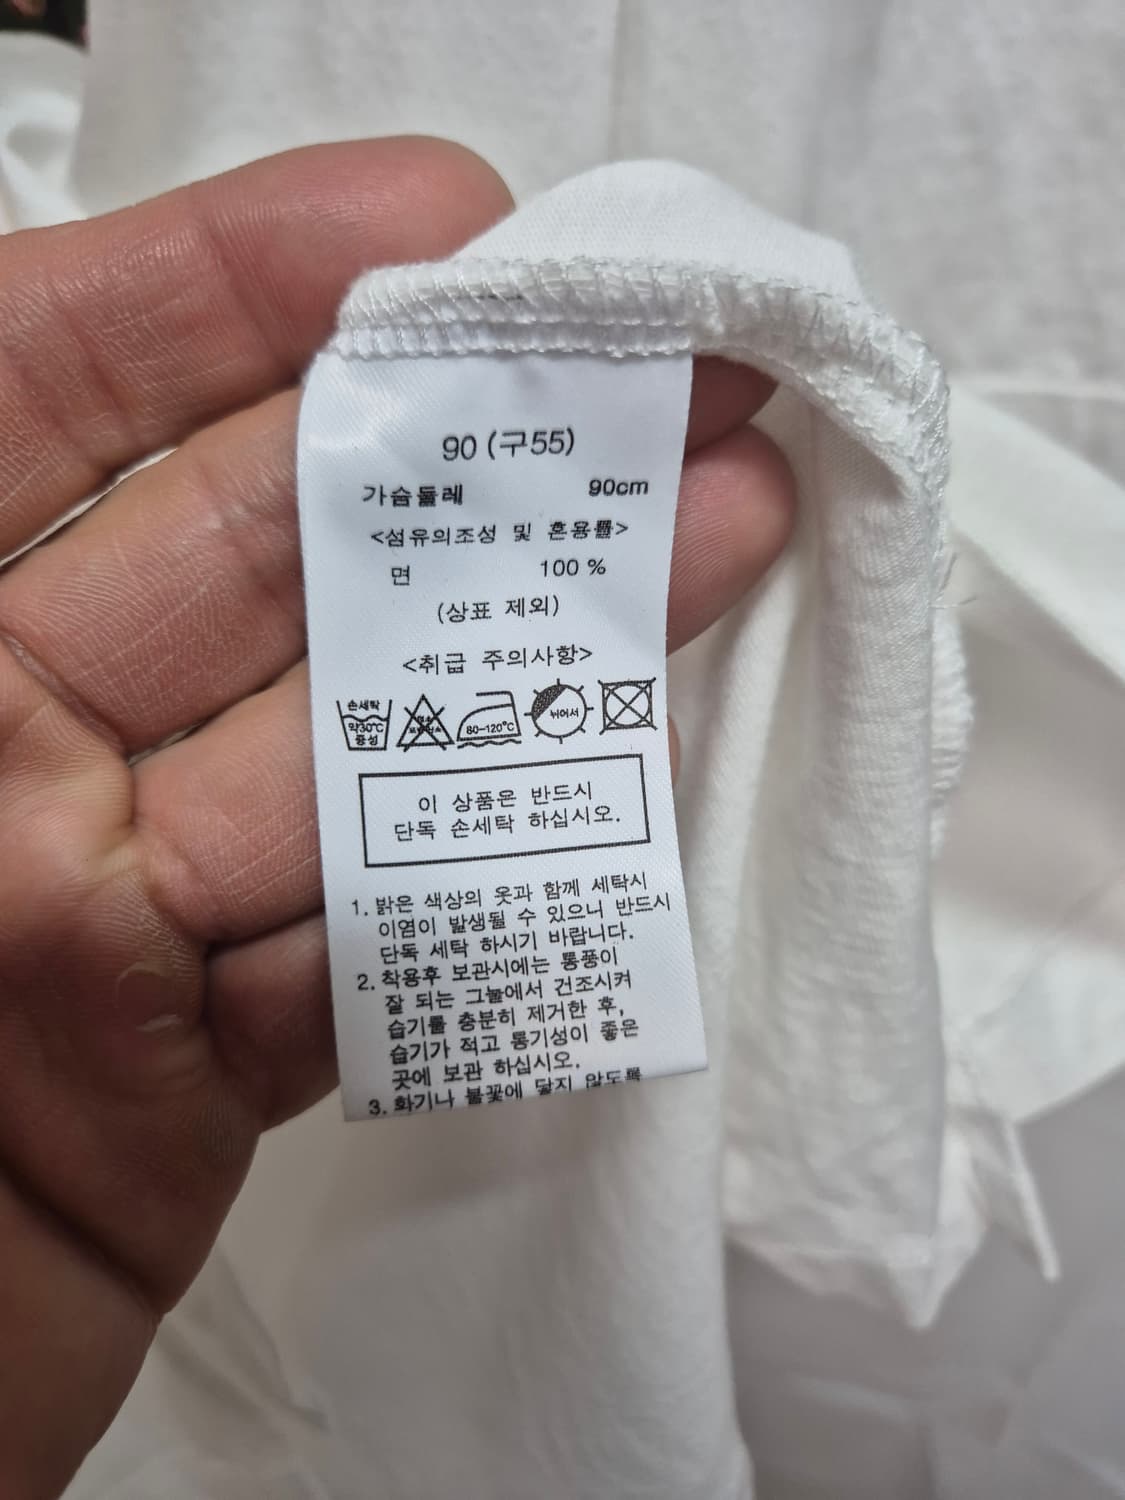 90 (구55)
가슴둘레 90cm
<섬유의조성 및 혼용률>
면 100 %
(상표 제외)
<취급 주의사항>
손세탁
약30℃
중성
80-120℃
뉘어서
이 상품은 반드시
단독 손세탁 하십시오.
1. 밝은 색상의 옷과 함께 세탁시
이염이 발생될 수 있으니 반드시
단독 세탁 하시기 바랍니다.
2. 착용후 보관시에는 통풍이
잘 되는 그늘에서 건조시켜
습기를 충분히 제거한 후,
습기가 적고 통기성이 좋은
곳에 보관 하십시오.
3. 화기나 불꽃에 닿지 않도록